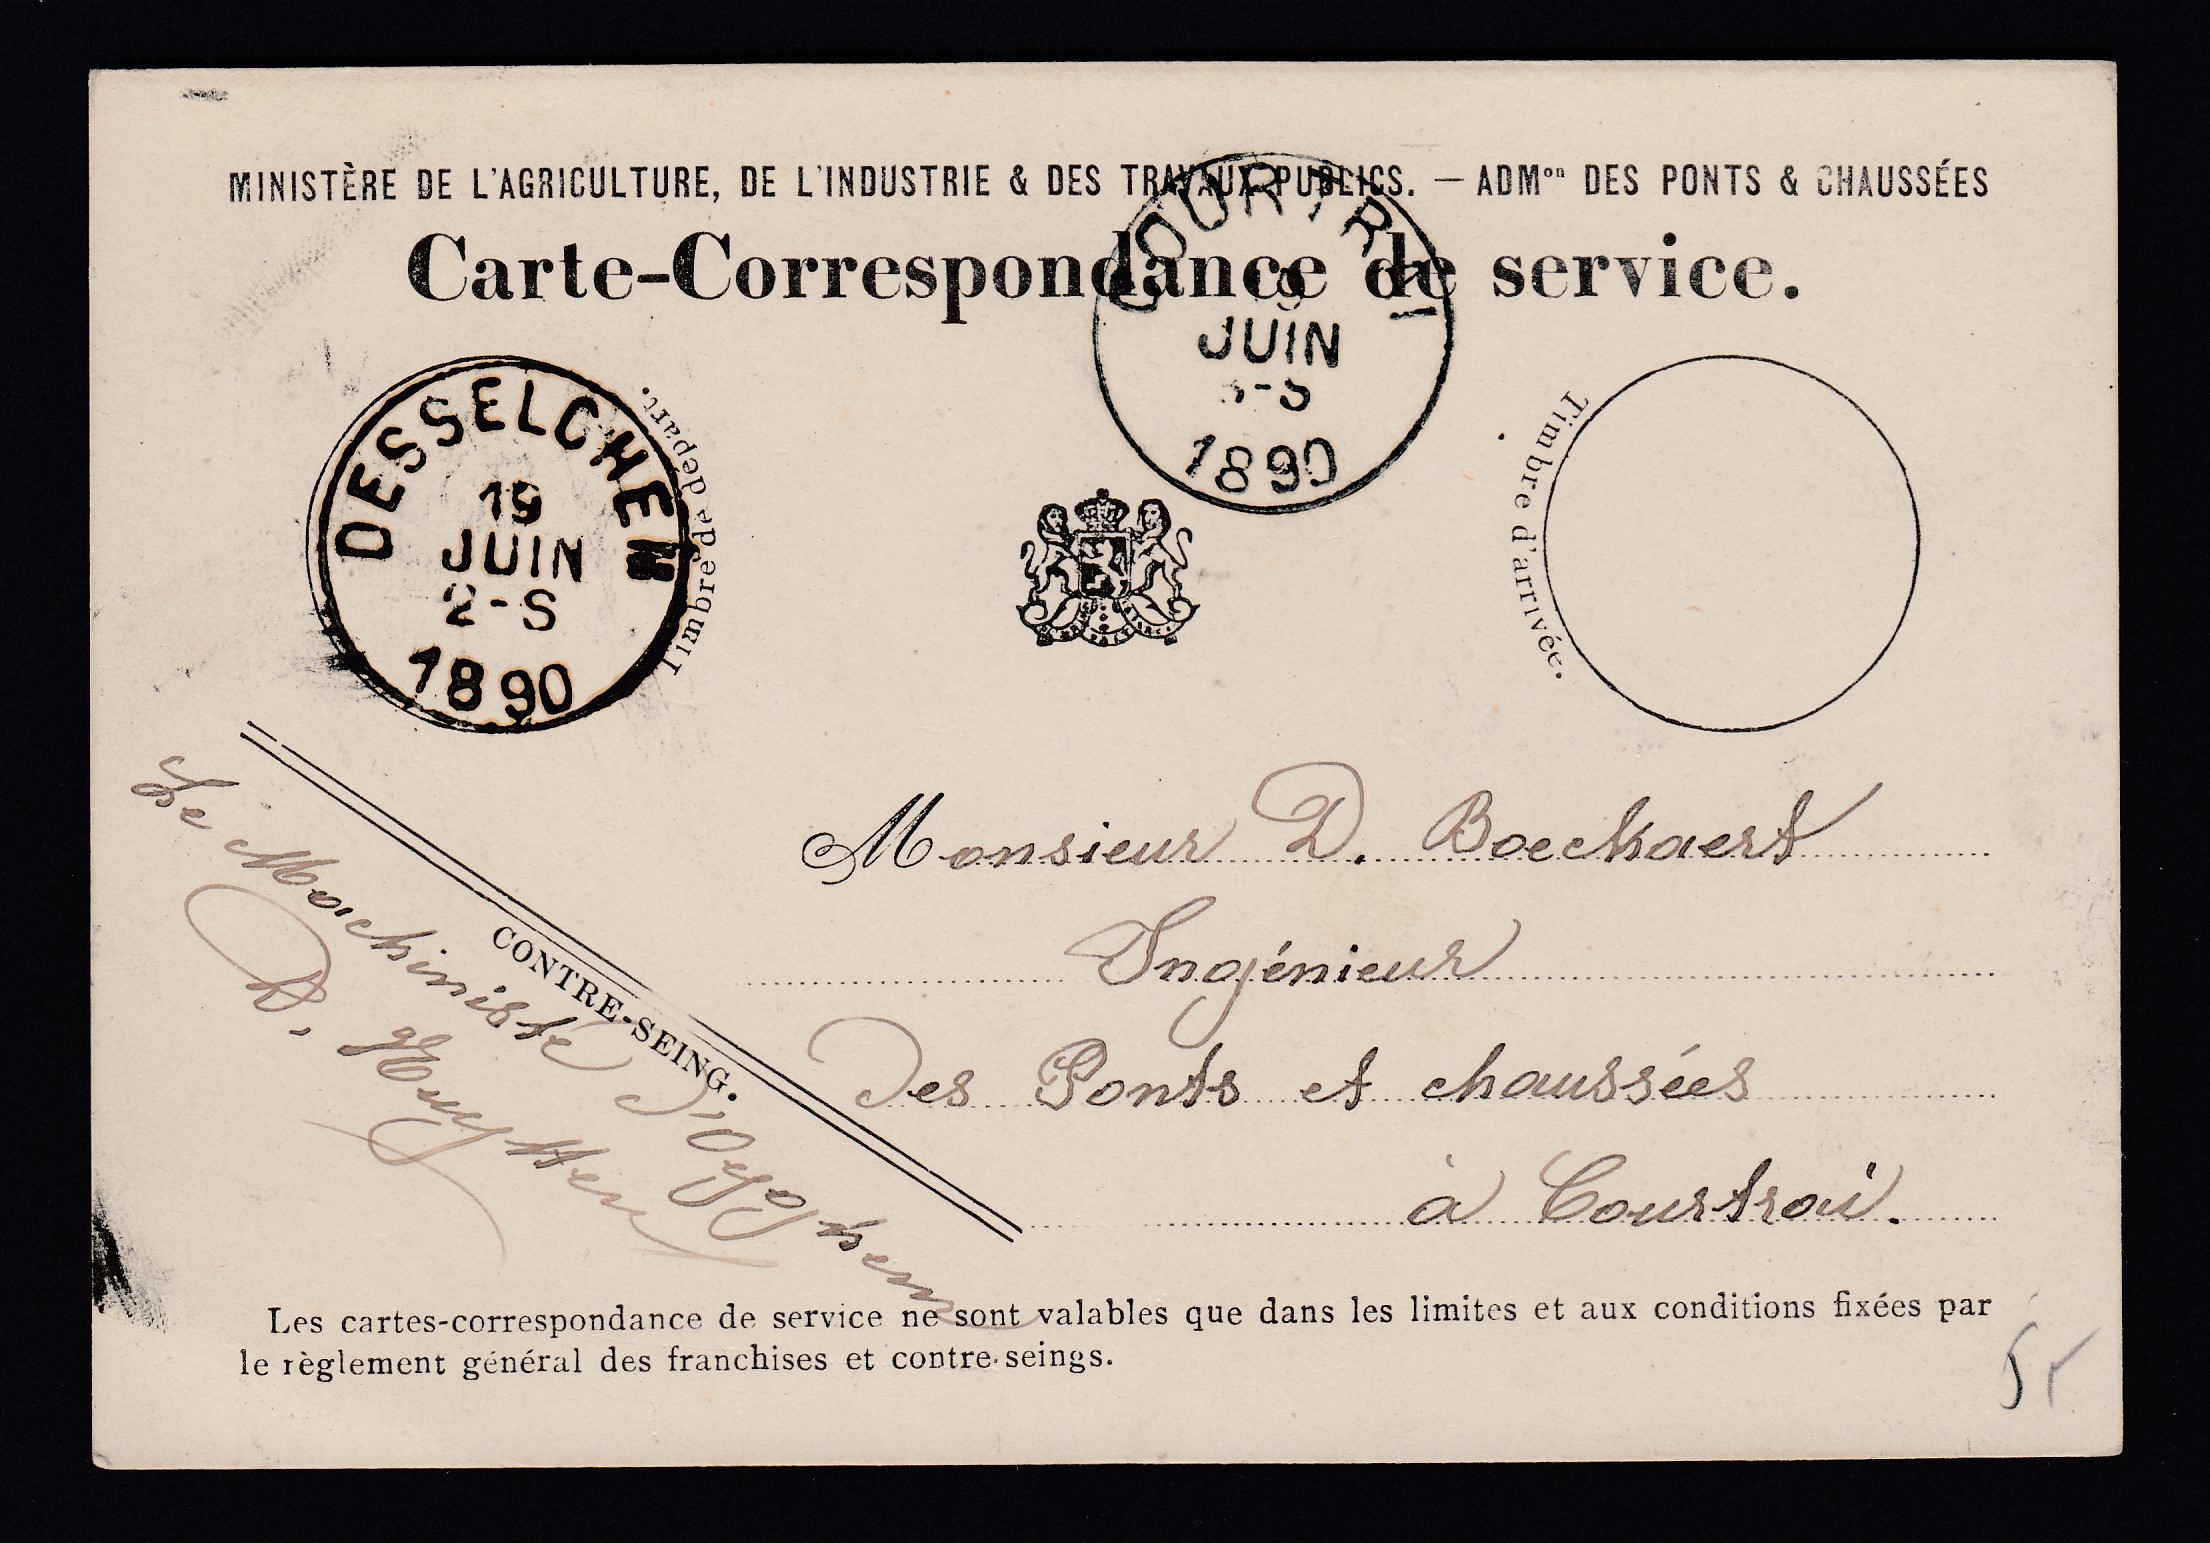 MINISTÈRE DE L'AGRICULTURE, DE L'INDUSTRIE & DES TRAVAUX PUBLICS. — ADMon DES PONTS & CHAUSSÉES
Carte-Correspondance de service.
COURTRAI
9
JUIN
-S
1890
DESSELGHEM
19
JUIN
2-S
1890
Timbre de départ.
Timbre d'arrivée.
Monsieur D. Boeckaert
Ingénieur
des Ponts et chaussées
à Courtrai.
CONTRE-SEING.
Le Machiniste
D.
Les cartes-correspondance de service ne sont valables que dans les limites et aux conditions fixées par
le règlement général des franchises et contre-seings.